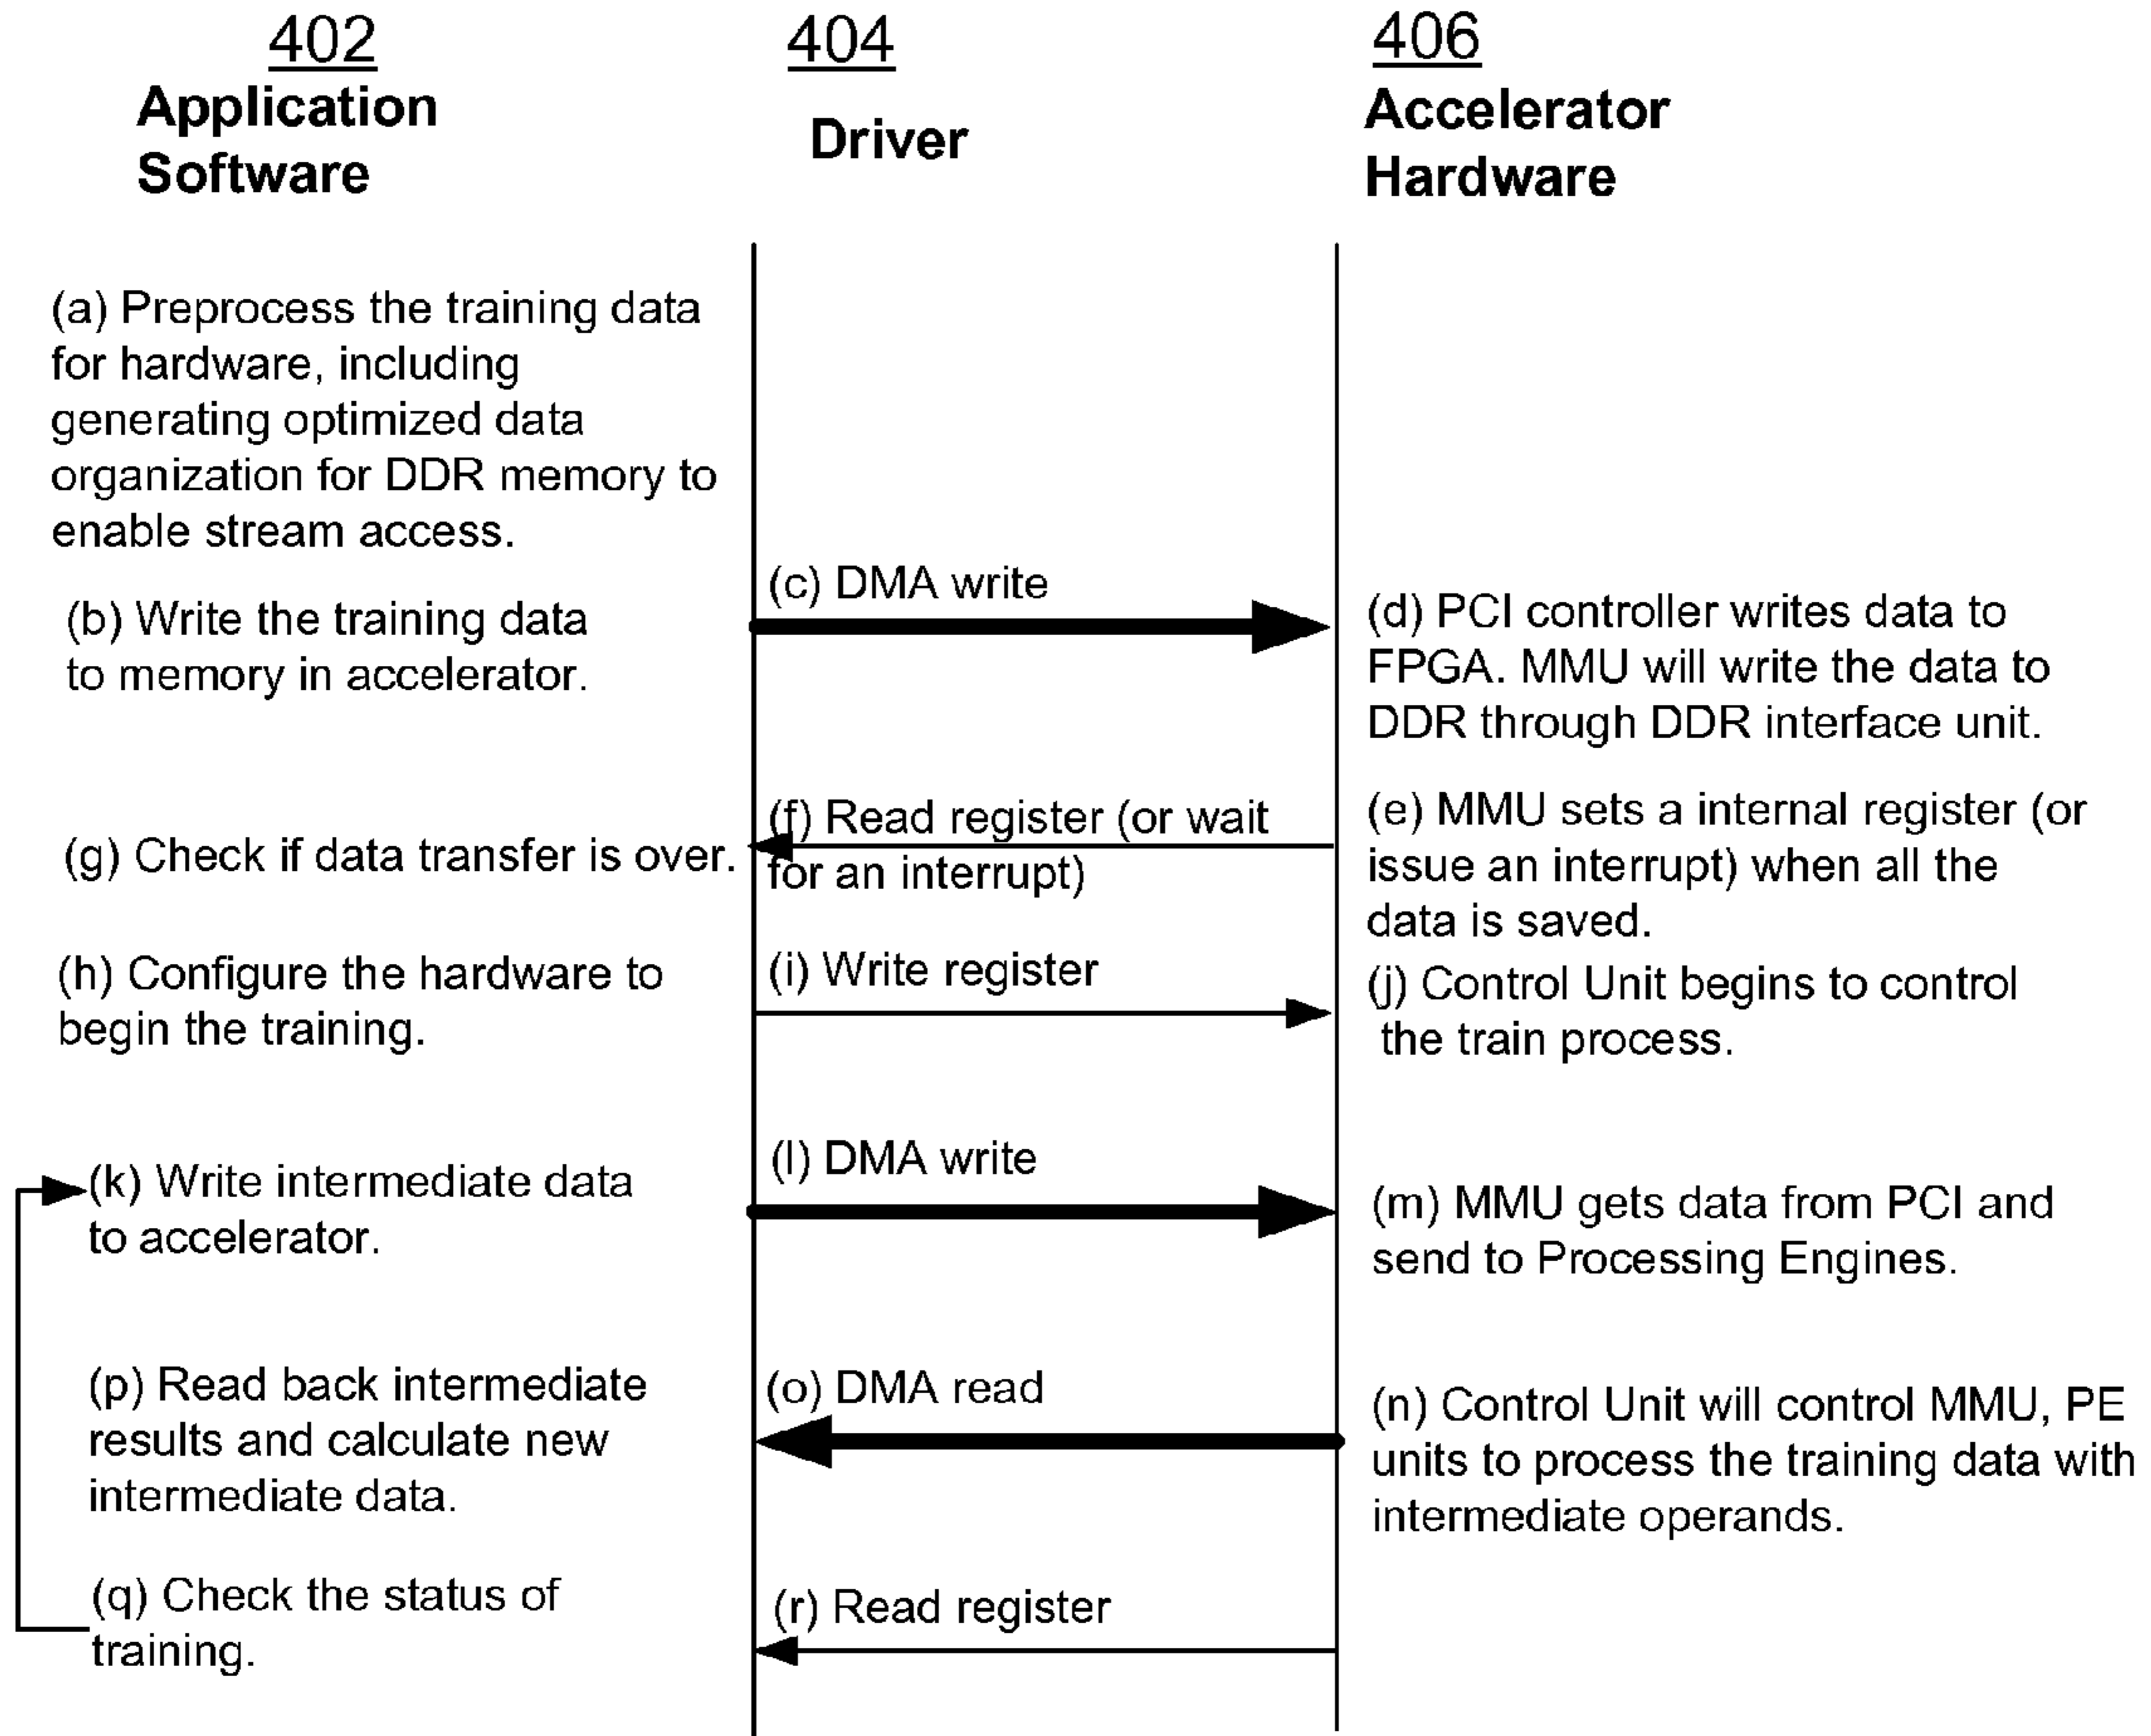 402
Application
Software
404
Driver
406
Accelerator
Hardware
(a) Preprocess the training data
for hardware, including
generating optimized data
organization for DDR memory to
enable stream access.
(b) Write the training data
to memory in accelerator.
(c) DMA write
(d) PCI controller writes data to
FPGA. MMU will write the data to
DDR through DDR interface unit.
(e) MMU sets a internal register (or
issue an interrupt) when all the
data is saved.
(f) Read register (or wait
for an interrupt)
(g) Check if data transfer is over.
(h) Configure the hardware to
begin the training.
(i) Write register
(j) Control Unit begins to control
the train process.
(k) Write intermediate data
to accelerator.
(l) DMA write
(m) MMU gets data from PCI and
send to Processing Engines.
(n) Control Unit will control MMU, PE
units to process the training data with
intermediate operands.
(o) DMA read
(p) Read back intermediate
results and calculate new
intermediate data.
(q) Check the status of
training.
(r) Read register